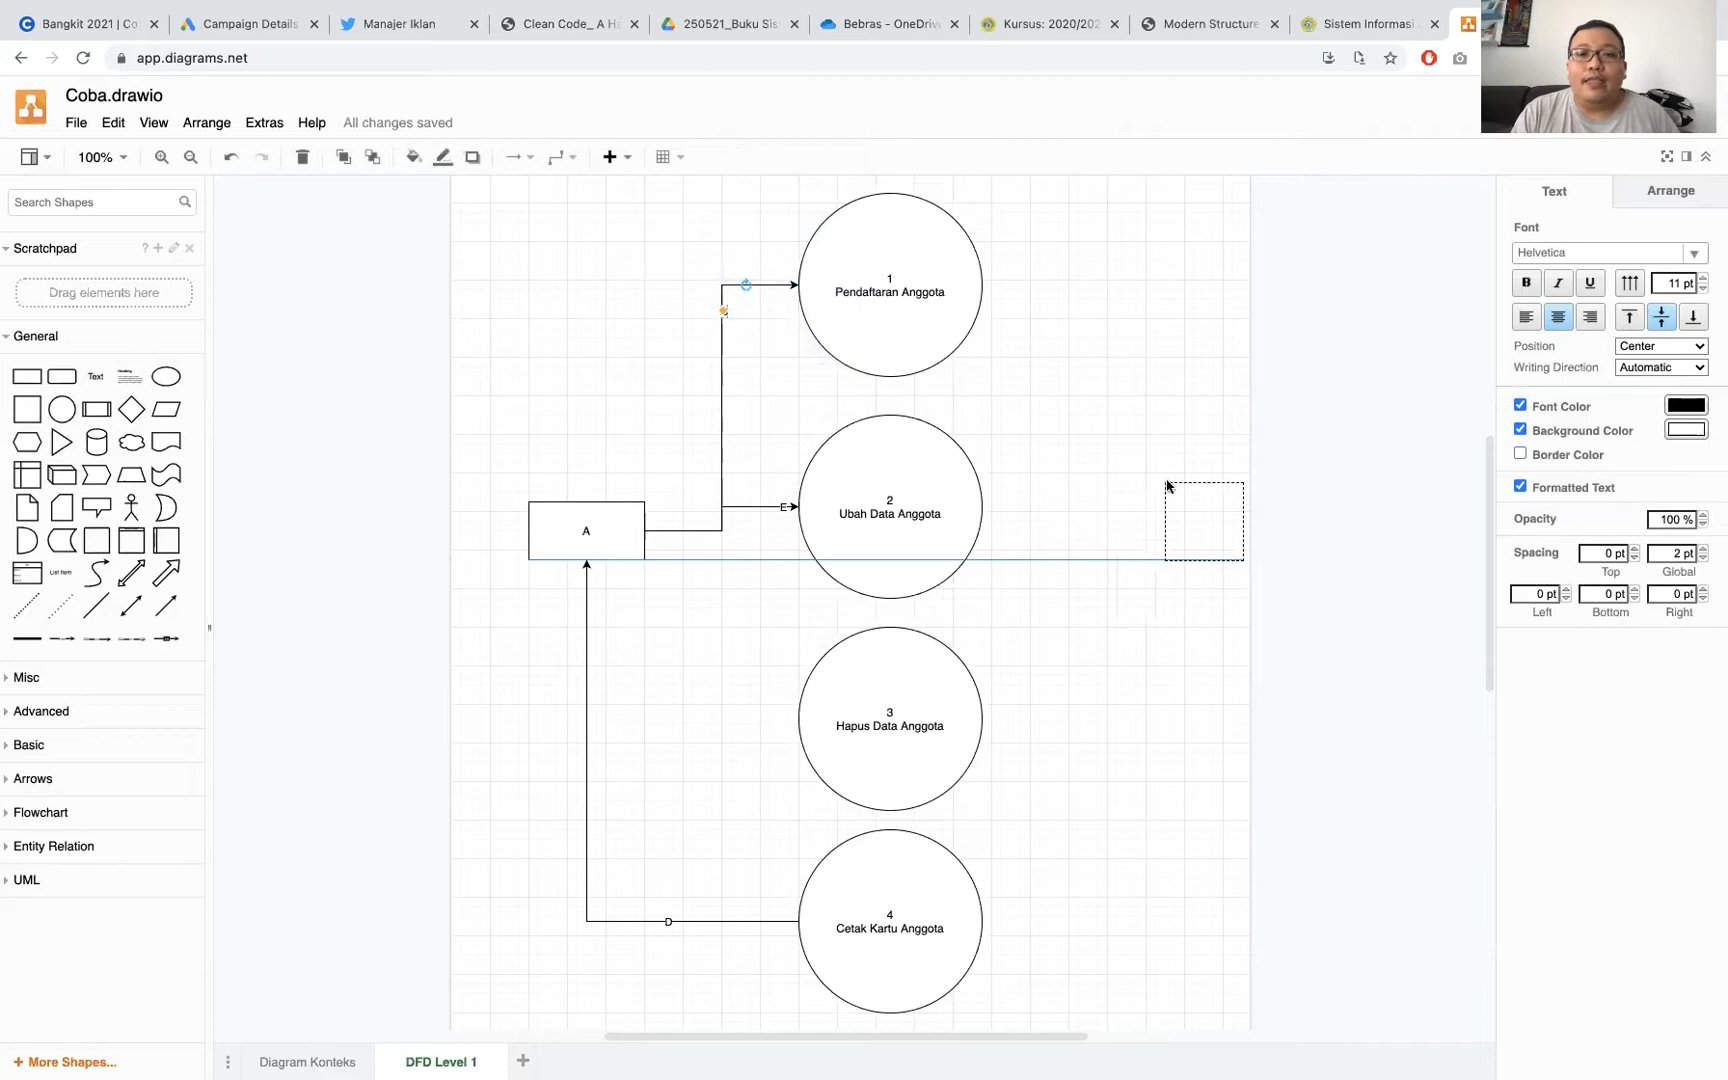 Bangkit 2021 | Co
Campaign Details
Manajer Iklan
Clean Code_ A Ha
250521_Buku Sis
Bebras - OneDriv
Kursus: 2020/202
Modern Structure
Sistem Informasi
app.diagrams.net
Coba.drawio
File Edit View Arrange Extras Help All changes saved
100%
Search Shapes
Scratchpad
Drag elements here
General
Text
Heading
List Item
Misc
Advanced
Basic
Arrows
Flowchart
Entity Relation
UML
+ More Shapes...
1
Pendaftaran Anggota
2
Ubah Data Anggota
A
E
3
Hapus Data Anggota
4
Cetak Kartu Anggota
D
Diagram Konteks
DFD Level 1
Text Arrange
Font
Helvetica
B I U 11 pt
Position Center
Writing Direction Automatic
Font Color
Background Color
Border Color
Formatted Text
Opacity 100 %
Spacing 0 pt 2 pt
Top Global
0 pt 0 pt 0 pt
Left Bottom Right